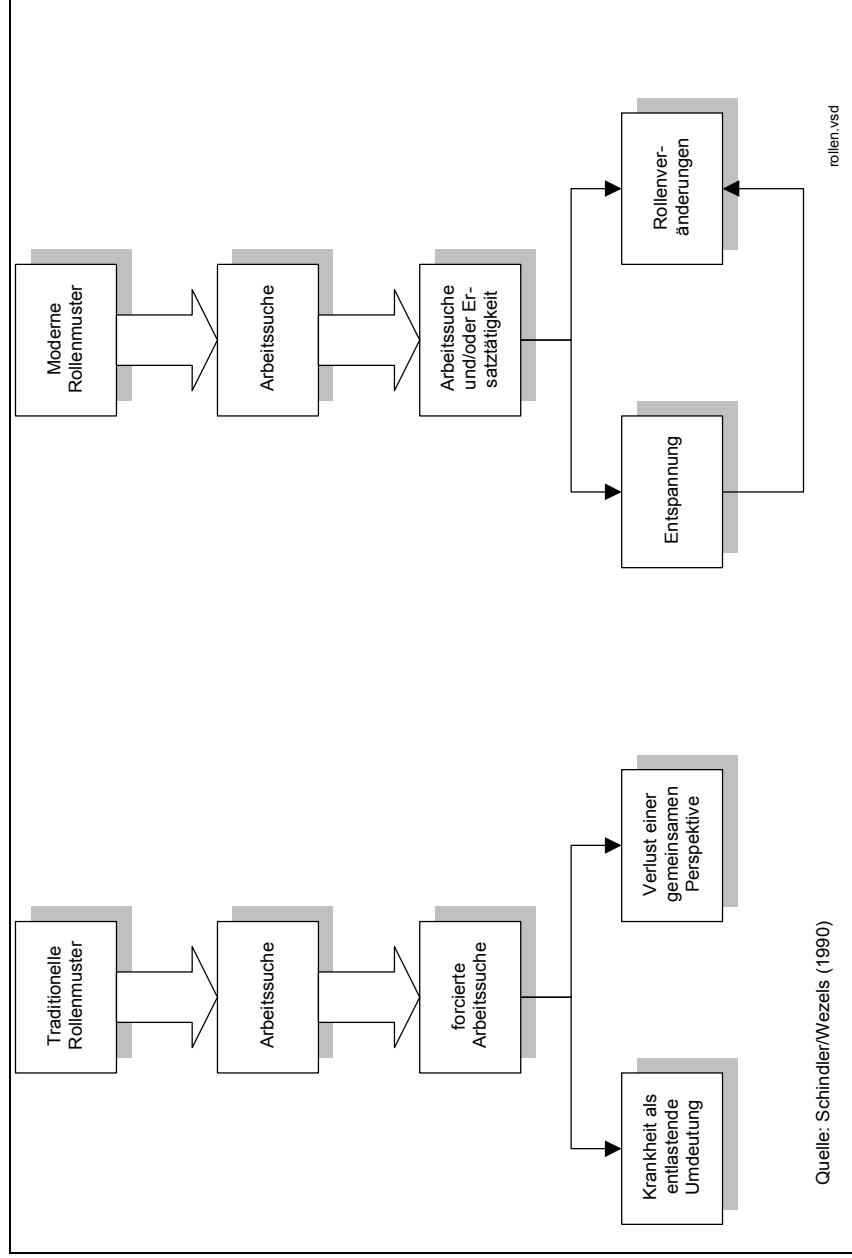 Traditionelle
Rollenmuster
Arbeitssuche
forcierte
Arbeitssuche
Krankheit als
entlastende
Umdeutung
Verlust einer
gemeinsamen
Perspektive
Moderne
Rollenmuster
Arbeitssuche
Arbeitssuche
und/oder Er-
satztätigkeit
Entspannung
Rollenver-
änderungen
Quelle: Schindler/Wezels (1990)
rollen.vsd